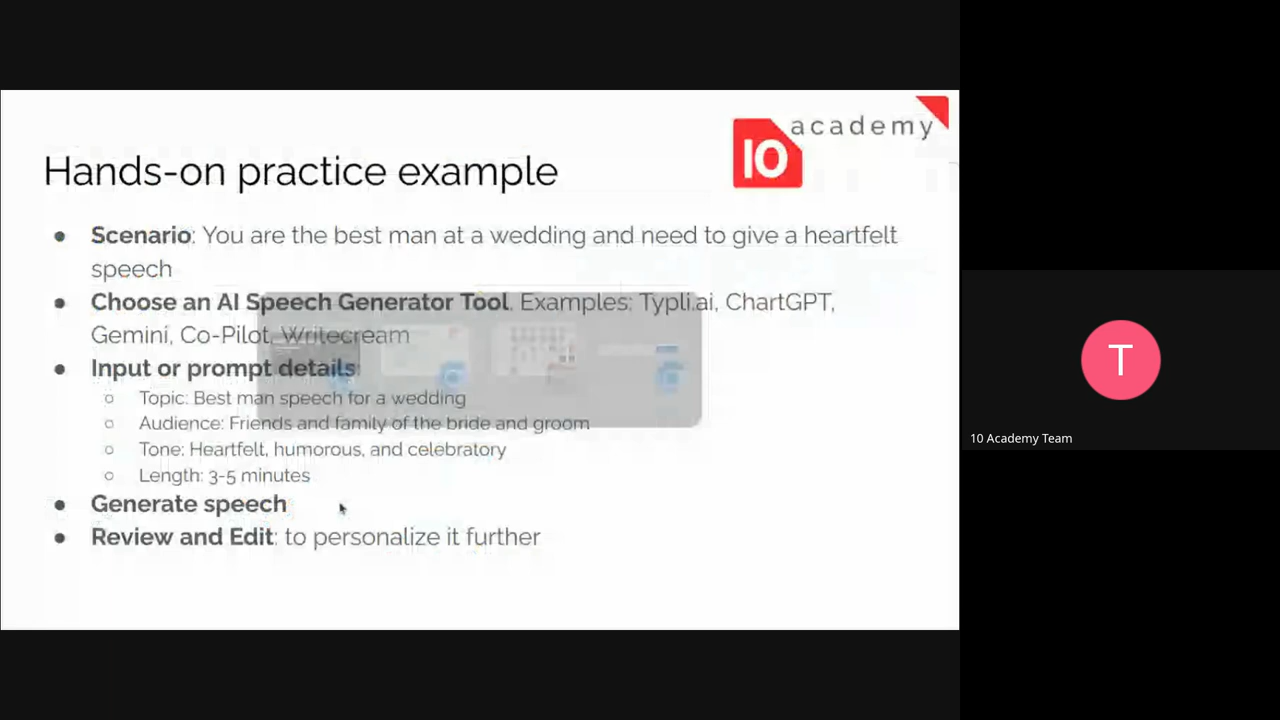 10 academy
Hands-on practice example
● Scenario: You are the best man at a wedding and need to give a heartfelt
speech
● Choose an AI Speech Generator Tool. Examples: Typli.ai, ChartGPT,
Gemini, Co-Pilot, Writecream
● Input or prompt details:
○ Topic: Best man speech for a wedding
○ Audience: Friends and family of the bride and groom
○ Tone: Heartfelt, humorous, and celebratory
○ Length: 3-5 minutes
● Generate speech
● Review and Edit: to personalize it further
T
10 Academy Team